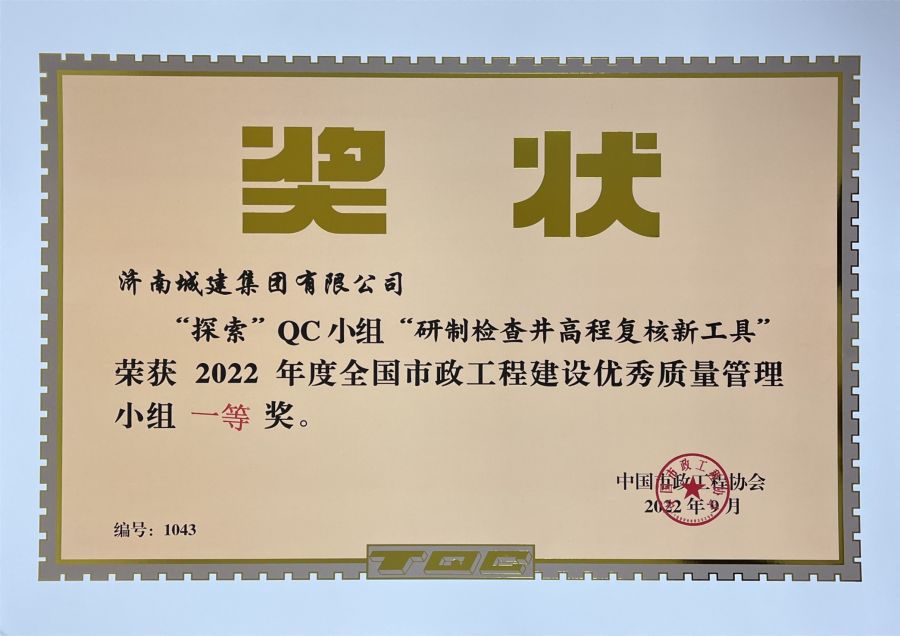 奖 状
济南城建集团有限公司
“探索”QC小组“研制检查井高程复核新工具”
荣获 2022 年度全国市政工程建设优秀质量管理
小组 一等 奖。
中国市政工程协会
2022年9月
编号：1043
TQC